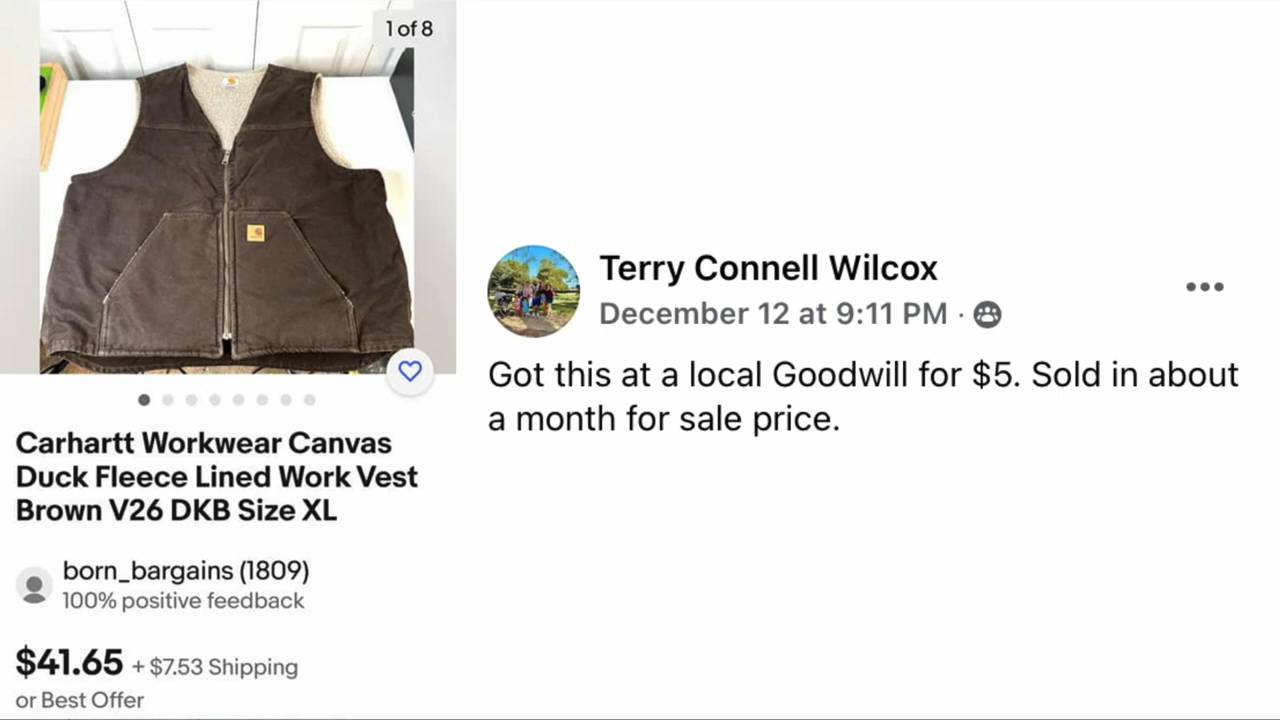 1 of 8
Carhartt Workwear Canvas
Duck Fleece Lined Work Vest
Brown V26 DKB Size XL
born_bargains (1809)
100% positive feedback
$41.65 + $7.53 Shipping
or Best Offer
Terry Connell Wilcox
December 12 at 9:11 PM ·
Got this at a local Goodwill for $5. Sold in about
a month for sale price.